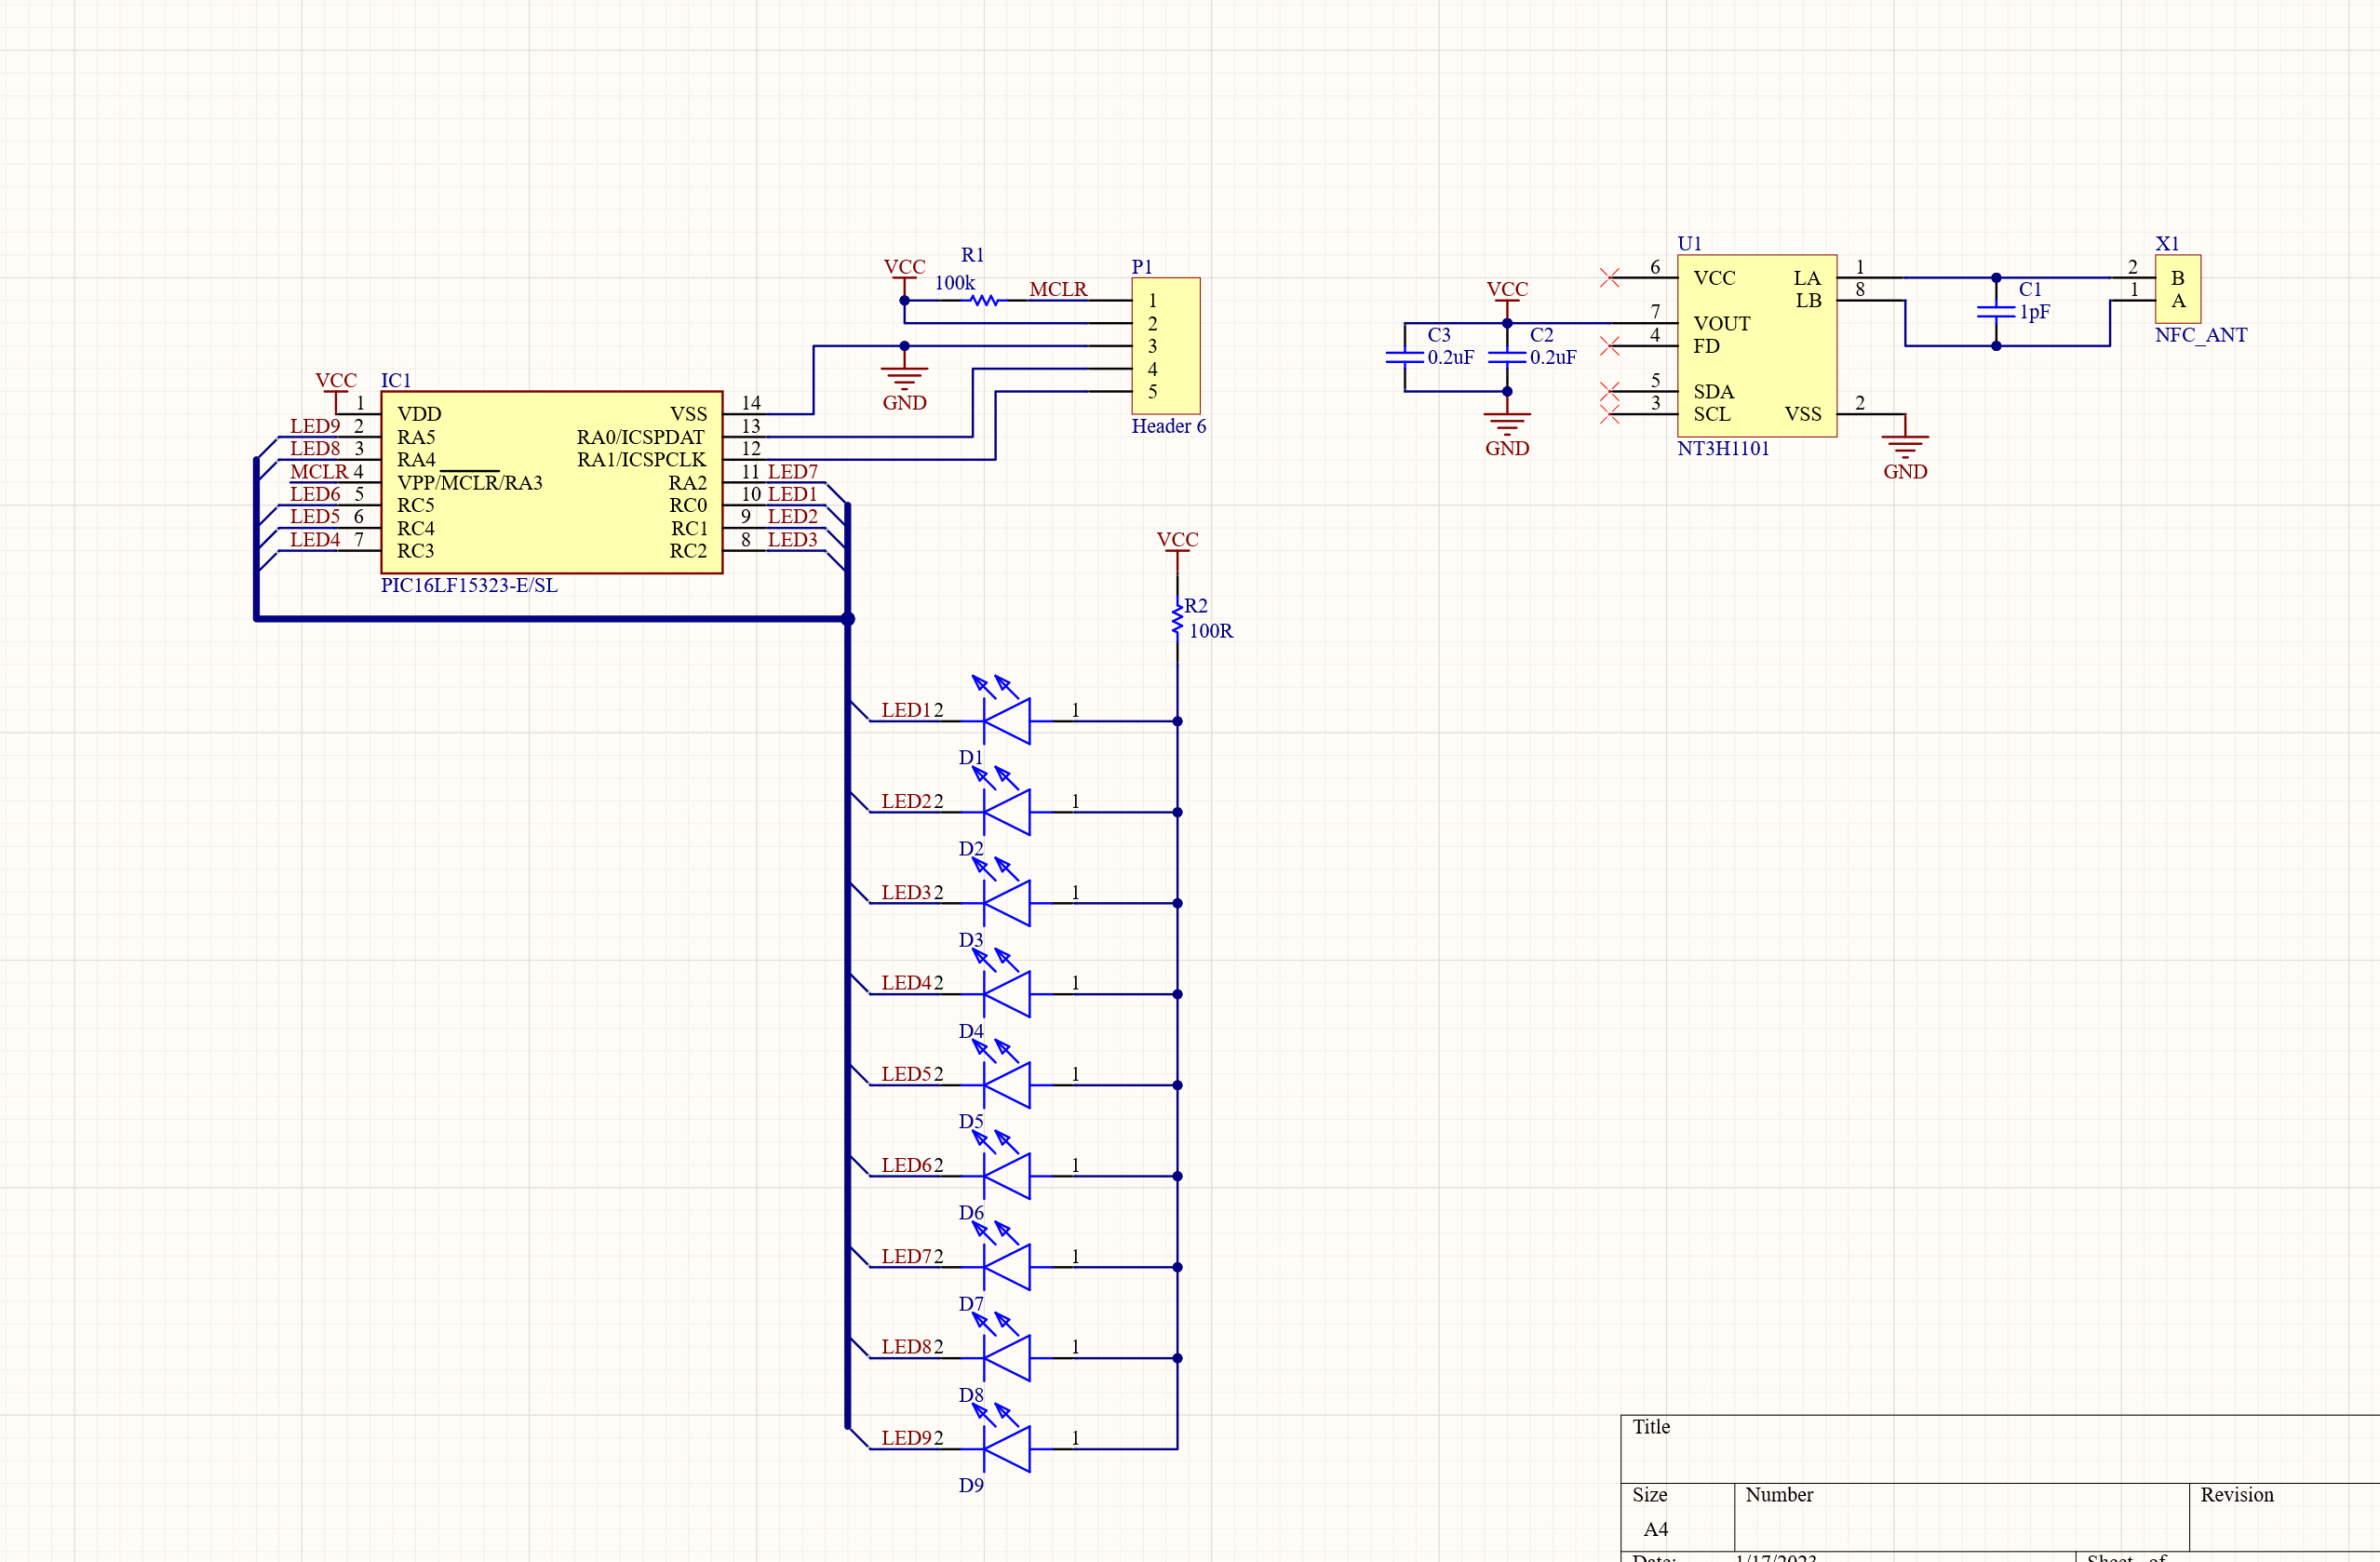 R1
VCC
100k
MCLR
P1
1
2
3
4
5
Header 6
GND
VCC
IC1
1 VDD VSS 14
LED9 2 RA5 RA0/ICSPDAT 13
LED8 3 RA4 RA1/ICSPCLK 12
MCLR 4 VPP/MCLR/RA3 RA2 11 LED7
LED6 5 RC5 RC0 10 LED1
LED5 6 RC4 RC1 9 LED2
LED4 7 RC3 RC2 8 LED3
PIC16LF15323-E/SL
VCC
C3
0.2uF
C2
0.2uF
GND
U1
6 VCC LA 1
LB 8
7 VOUT
4 FD
5 SDA
3 SCL VSS 2
NT3H1101
GND
C1
1pF
X1
2 B
1 A
NFC_ANT
VCC
R2
100R
LED1 2 1
D1
LED2 2 1
D2
LED3 2 1
D3
LED4 2 1
D4
LED5 2 1
D5
LED6 2 1
D6
LED7 2 1
D7
LED8 2 1
D8
LED9 2 1
D9
Title
Size Number Revision
A4
Date: 1/17/2023 Sheet of